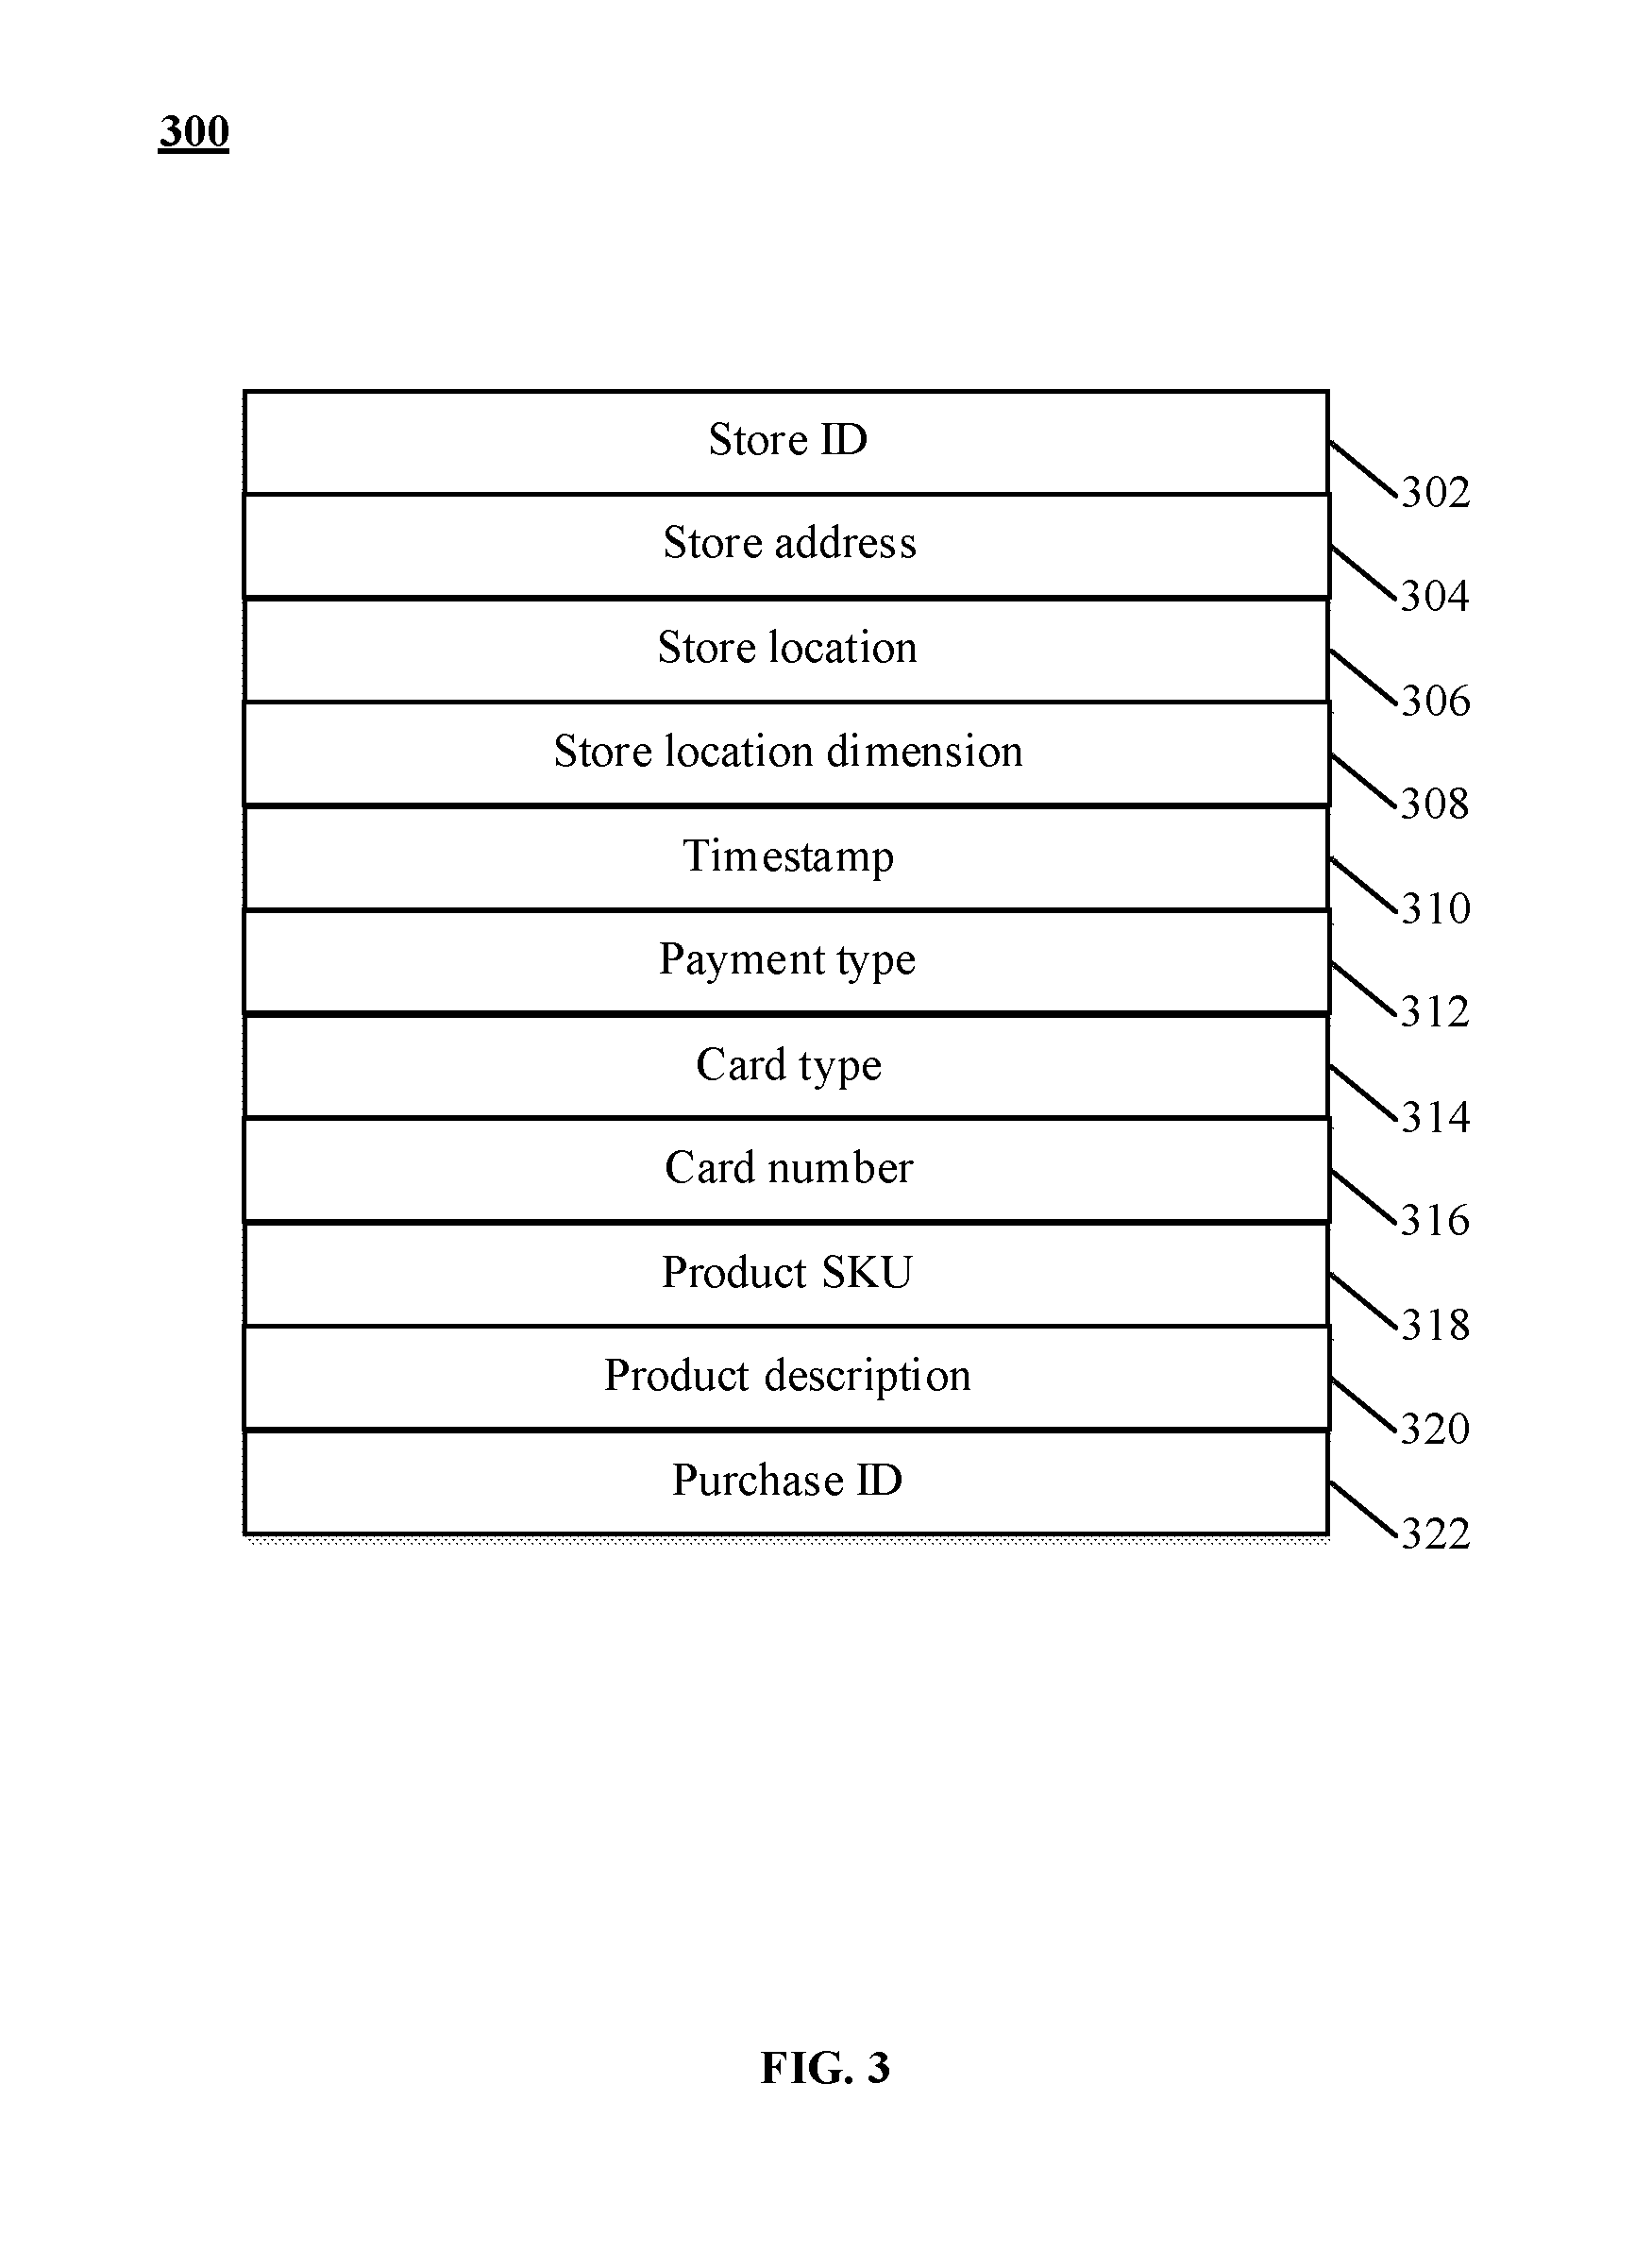 300
Store ID
302
Store address
304
Store location
306
Store location dimension
308
Timestamp
310
Payment type
312
Card type
314
Card number
316
Product SKU
318
Product description
320
Purchase ID
322
FIG. 3